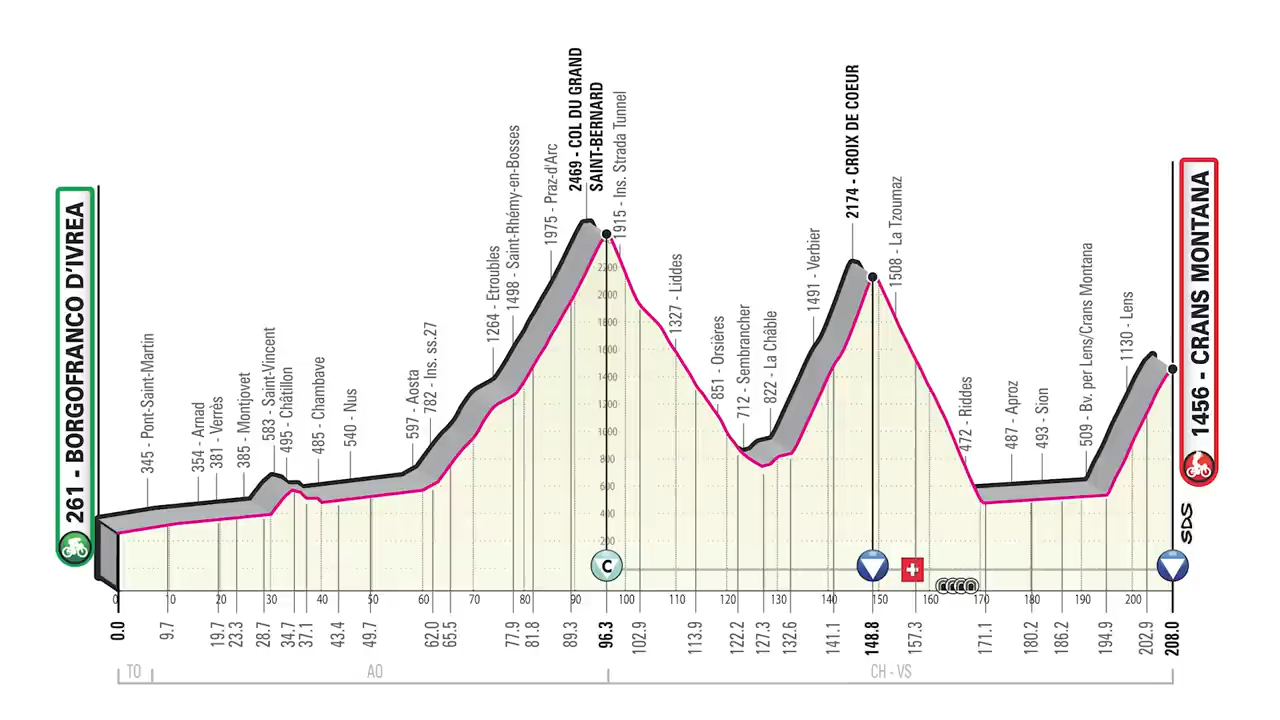 261 - BORGOFRANCO D'IVREA
345 - Pont-Saint-Martin
354 - Arnad
381 - Verrès
385 - Montjovet
583 - Saint-Vincent
495 - Châtillon
485 - Chambave
540 - Nus
597 - Aosta
782 - Ins. ss.27
1264 - Etroubles
1498 - Saint-Rhémy-en-Bosses
1975 - Praz-d'Arc
2469 - COL DU GRAND
SAINT-BERNARD
1915 - Ins. Strada Tunnel
1327 - Liddes
851 - Orsières
712 - Sembrancher
822 - La Châble
1491 - Verbier
2174 - CROIX DE COEUR
1508 - La Tzoumaz
472 - Riddes
487 - Aproz
493 - Sion
509 - Bv. per Lens/Crans Montana
1130 - Lens
1456 - CRANS MONTANA
SDS
2200
2000
1800
1600
1400
1200
1000
800
600
400
200
C
0 10 20 30 40 50 60 70 80 90 100 110 120 130 140 150 160 170 180 190 200
0.0
9.7
19.7
23.3
28.7
34.7
37.1
43.4
49.7
62.0
65.5
77.9
81.8
89.3
96.3
102.9
113.9
122.2
127.3
132.6
141.1
148.8
157.3
171.1
180.2
186.2
194.9
202.9
208.0
TO AO CH - VS